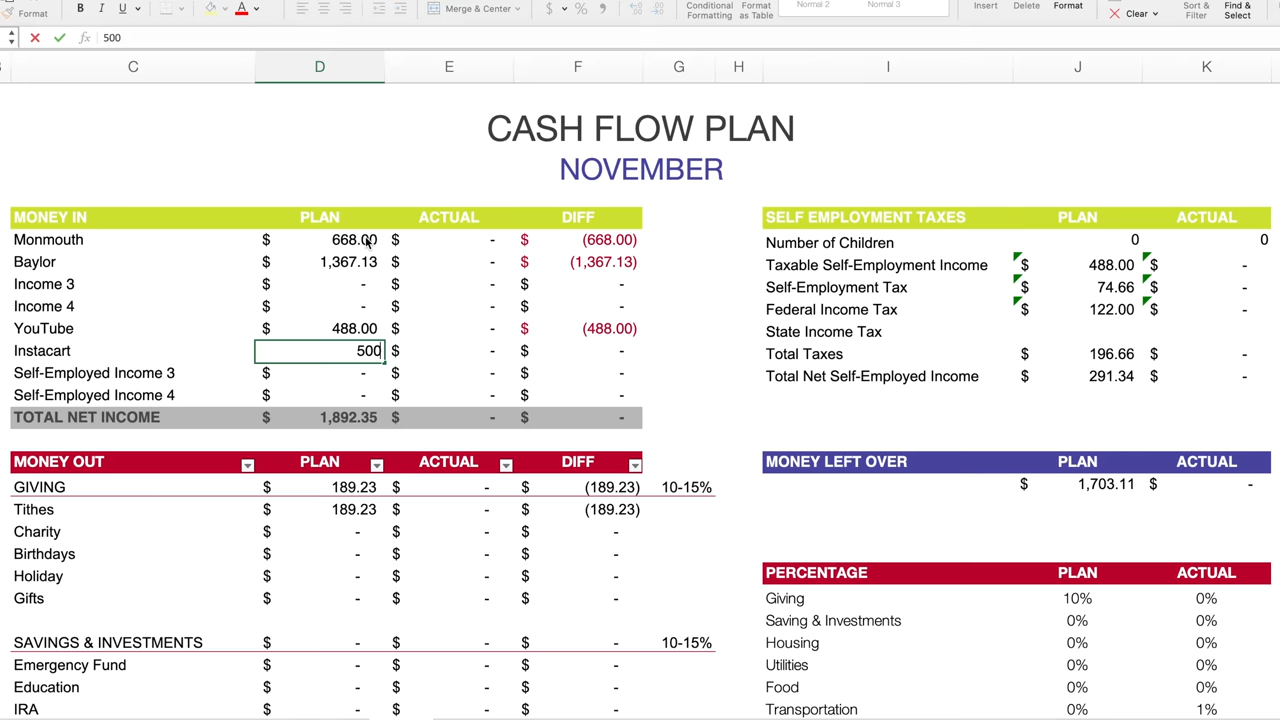 Format B I U A Merge & Center $ % Conditional Formatting Format as Table Normal 2 Normal 3 Insert Delete Format Clear Sort & Filter Find & Select
fx 500
C D E F G H I J K
CASH FLOW PLAN
NOVEMBER
MONEY IN PLAN ACTUAL DIFF
Monmouth $ 668.00 $ - $ (668.00)
Baylor $ 1,367.13 $ - $ (1,367.13)
Income 3 $ - $ - $ -
Income 4 $ - $ - $ -
YouTube $ 488.00 $ - $ (488.00)
Instacart 500 $ - $ -
Self-Employed Income 3 $ - $ - $ -
Self-Employed Income 4 $ - $ - $ -
TOTAL NET INCOME $ 1,892.35 $ - $ -
SELF EMPLOYMENT TAXES PLAN ACTUAL
Number of Children 0 0
Taxable Self-Employment Income $ 488.00 $ -
Self-Employment Tax $ 74.66 $ -
Federal Income Tax $ 122.00 $ -
State Income Tax
Total Taxes $ 196.66 $ -
Total Net Self-Employed Income $ 291.34 $ -
MONEY OUT PLAN ACTUAL DIFF
GIVING $ 189.23 $ - $ (189.23) 10-15%
Tithes $ 189.23 $ - $ (189.23)
Charity $ - $ - $ -
Birthdays $ - $ - $ -
Holiday $ - $ - $ -
Gifts $ - $ - $ -
SAVINGS & INVESTMENTS $ - $ - $ - 10-15%
Emergency Fund $ - $ - $ -
Education $ - $ - $ -
IRA $ - $ - $ -
MONEY LEFT OVER PLAN ACTUAL
$ 1,703.11 $ -
PERCENTAGE PLAN ACTUAL
Giving 10% 0%
Saving & Investments 0% 0%
Housing 0% 0%
Utilities 0% 0%
Food 0% 0%
Transportation 0% 1%